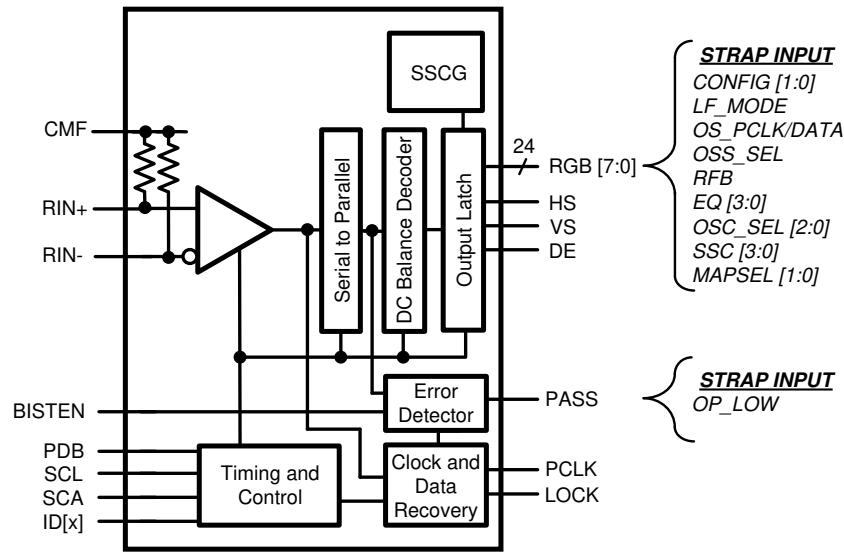 SSCG
CMF
RIN+
RIN-
Serial to Parallel
DC Balance Decoder
Output Latch
24
RGB [7:0]
HS
VS
DE
STRAP INPUT
CONFIG [1:0]
LF_MODE
OS_PCLK/DATA
OSS_SEL
RFB
EQ [3:0]
OSC_SEL [2:0]
SSC [3:0]
MAPSEL [1:0]
BISTEN
Error
Detector
PASS
STRAP INPUT
OP_LOW
PDB
SCL
SCA
ID[x]
Timing and
Control
Clock and
Data
Recovery
PCLK
LOCK